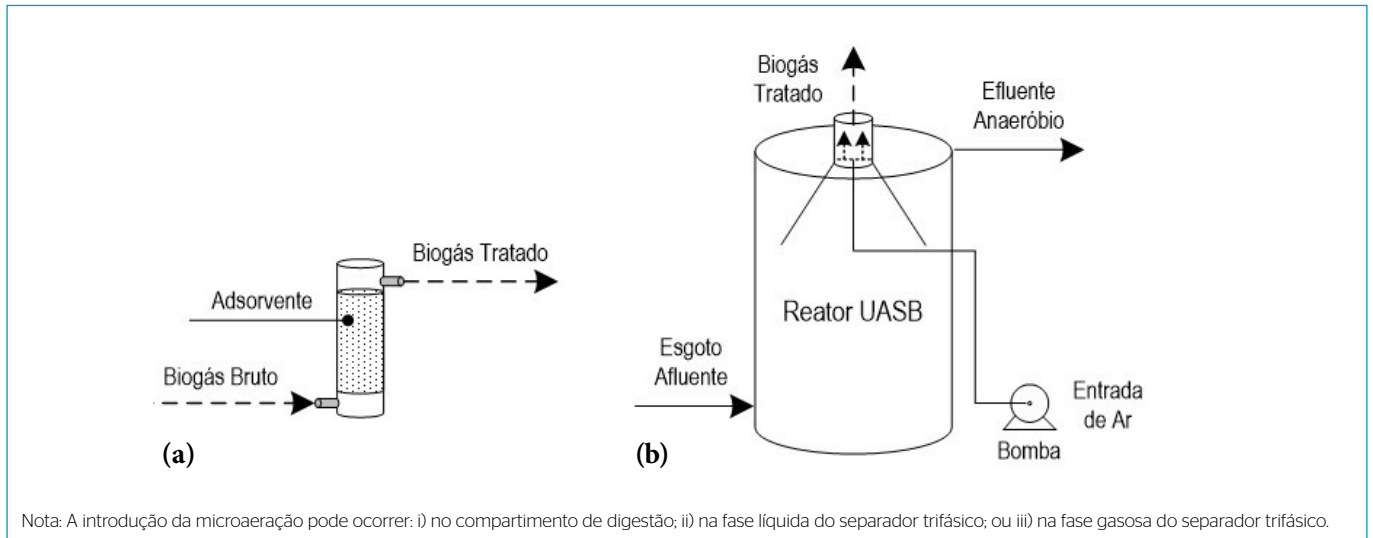 Biogás Tratado
Adsorvente
Biogás Bruto
(a)
Biogás
Tratado
Efluente
Anaeróbio
Reator UASB
Esgoto
Afluente
Entrada
de Ar
Bomba
(b)
Nota: A introdução da microaeração pode ocorrer: i) no compartimento de digestão; ii) na fase líquida do separador trifásico; ou iii) na fase gasosa do separador trifásico.